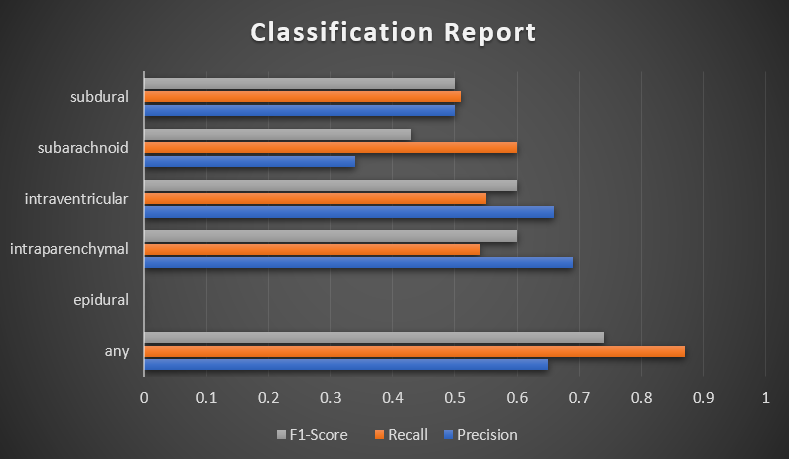 Classification Report
subdural
subarachnoid
intraventricular
intraparenchymal
epidural
any
0 0.1 0.2 0.3 0.4 0.5 0.6 0.7 0.8 0.9 1
F1-Score Recall Precision